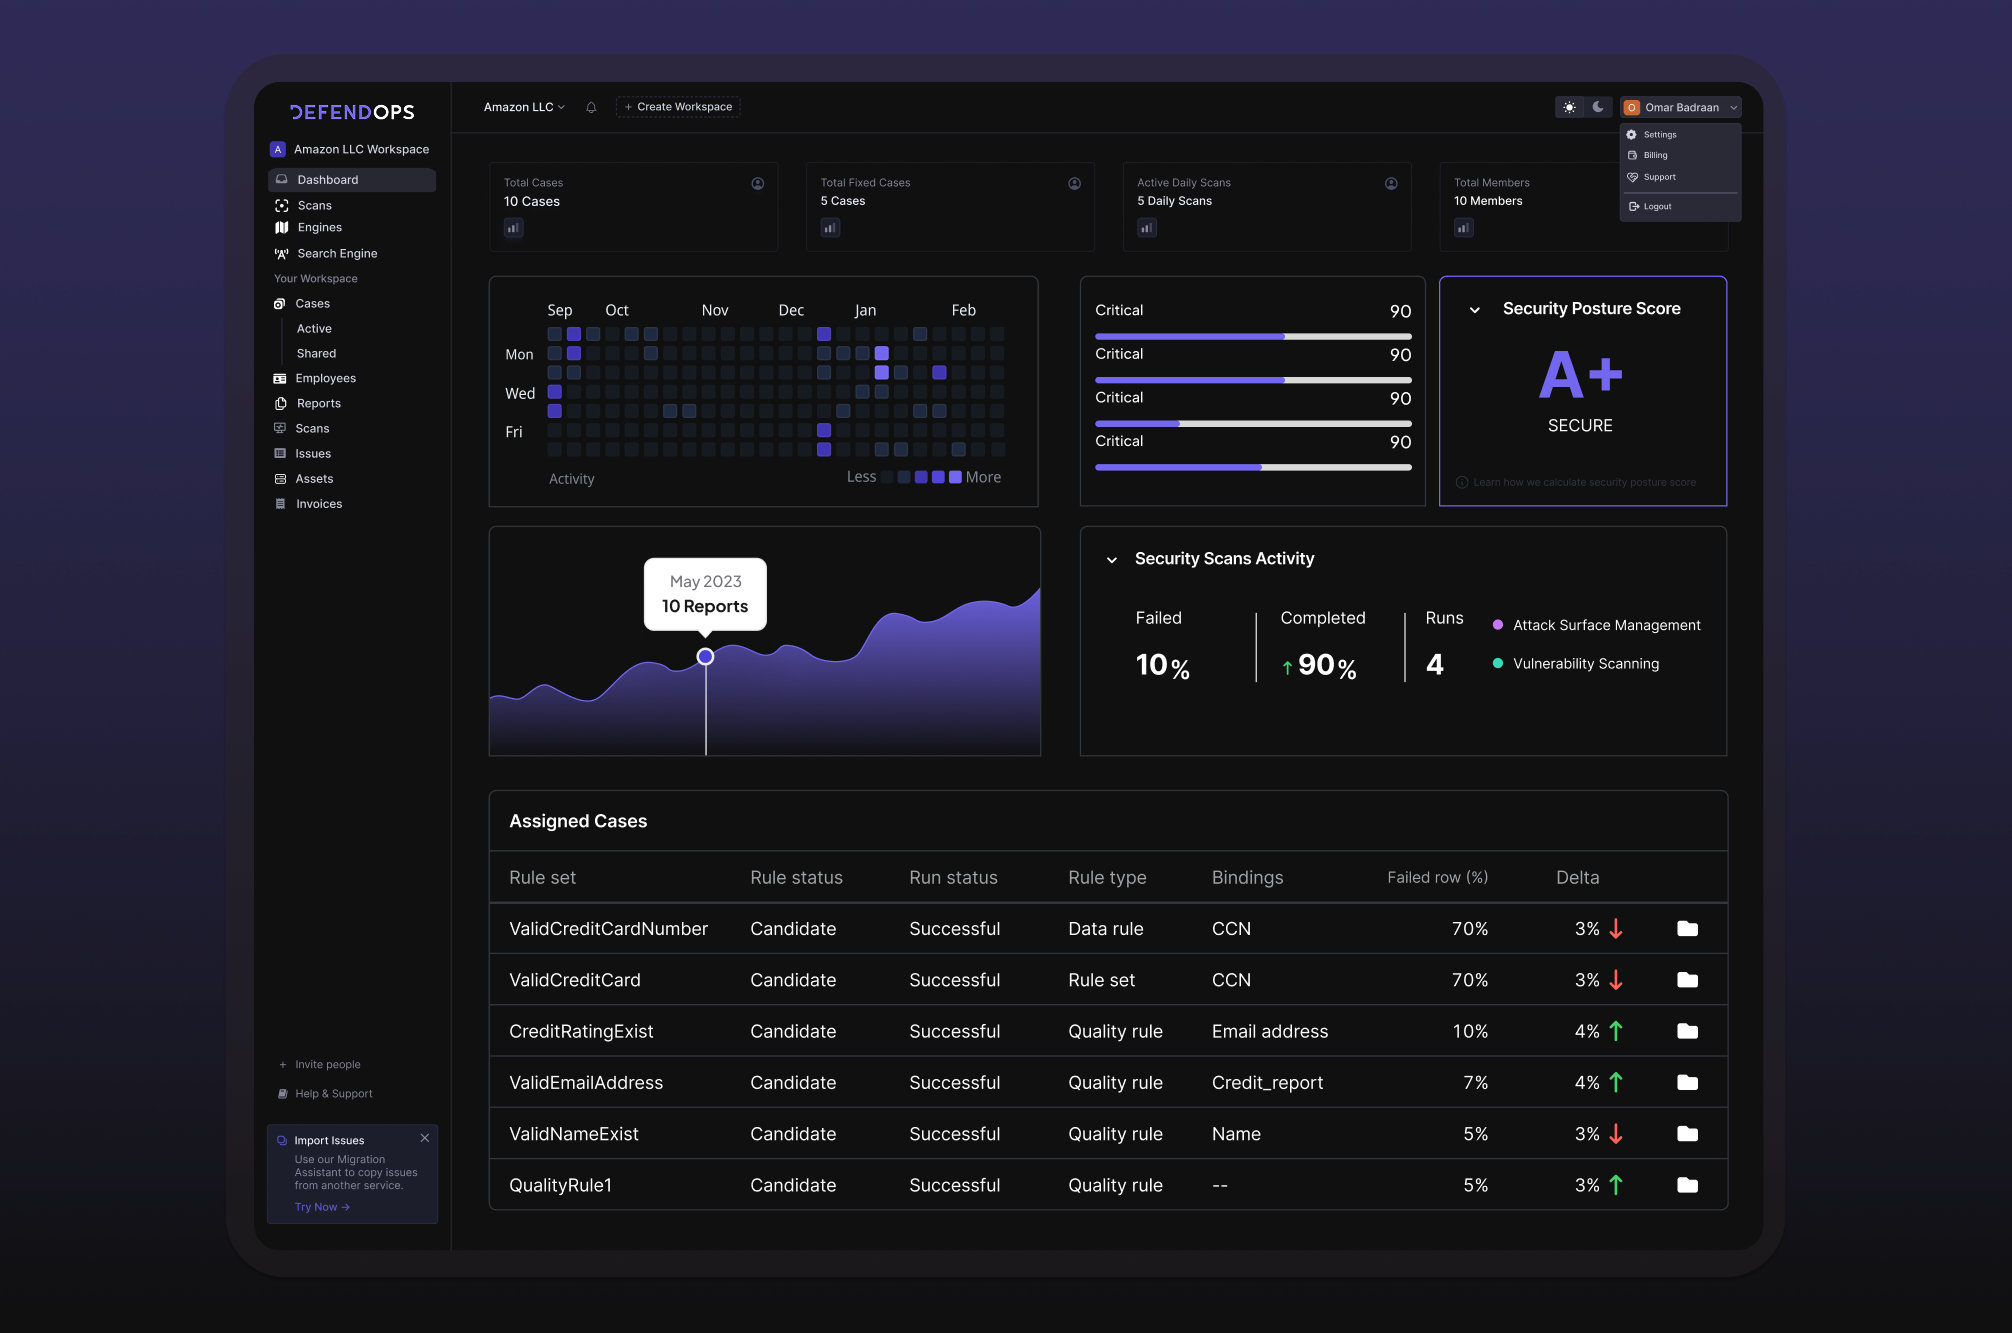 DEFENDOPS
A Amazon LLC Workspace
Dashboard
Scans
Engines
Search Engine
Your Workspace
Cases
Active
Shared
Employees
Reports
Scans
Issues
Assets
Invoices
+ Invite people
Help & Support
Import Issues
Use our Migration
Assistant to copy issues
from another service.
Try Now →
Amazon LLC
+ Create Workspace
O Omar Badraan
Settings
Billing
Support
Logout
Total Cases
10 Cases
Total Fixed Cases
5 Cases
Active Daily Scans
5 Daily Scans
Total Members
10 Members
Sep Oct Nov Dec Jan Feb
Mon
Wed
Fri
Activity
Less More
Critical 90
Critical 90
Critical 90
Critical 90
Security Posture Score
A+
SECURE
Learn how we calculate security posture score
May 2023
10 Reports
Security Scans Activity
Failed Completed Runs
10% ↑ 90% 4
Attack Surface Management
Vulnerability Scanning
Assigned Cases
Rule set Rule status Run status Rule type Bindings Failed row (%) Delta
ValidCreditCardNumber Candidate Successful Data rule CCN 70% 3% ↓
ValidCreditCard Candidate Successful Rule set CCN 70% 3% ↓
CreditRatingExist Candidate Successful Quality rule Email address 10% 4% ↑
ValidEmailAddress Candidate Successful Quality rule Credit_report 7% 4% ↑
ValidNameExist Candidate Successful Quality rule Name 5% 3% ↓
QualityRule1 Candidate Successful Quality rule -- 5% 3% ↑